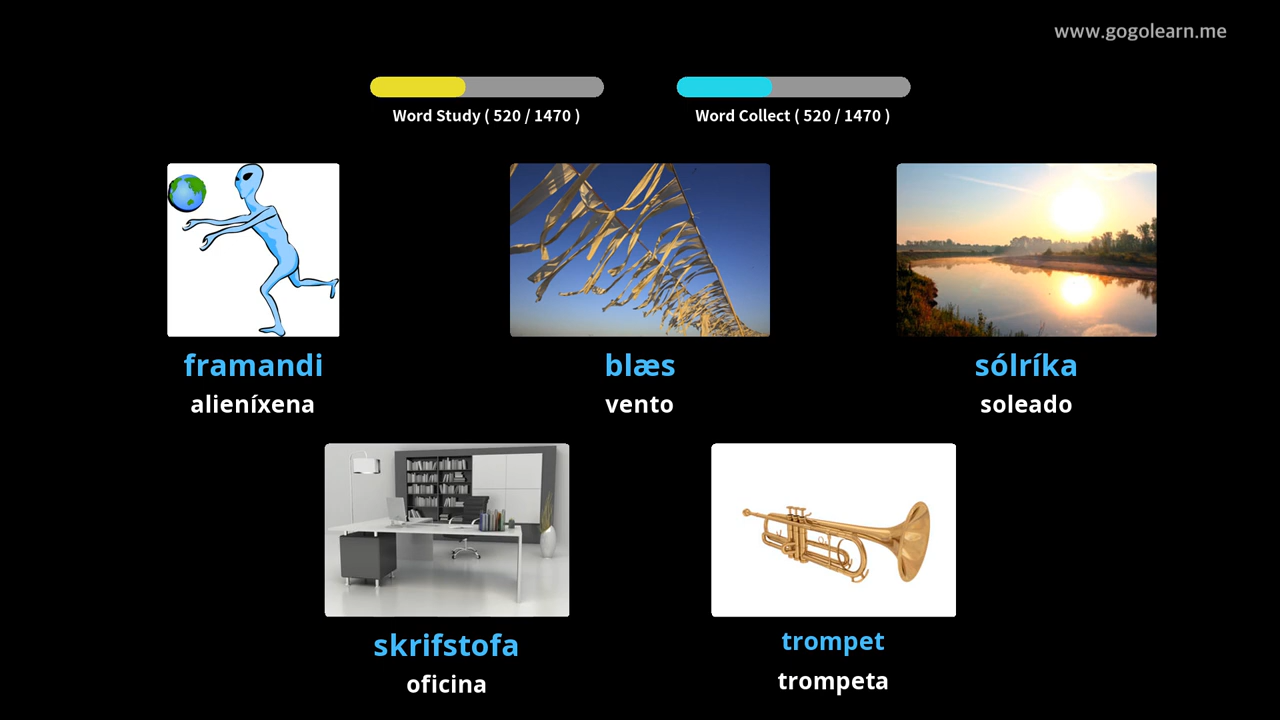 www.gogolearn.me
Word Study ( 520 / 1470 )
Word Collect ( 520 / 1470 )
framandi
alieníxena
blæs
vento
sólríka
soleado
skrifstofa
oficina
trompet
trompeta